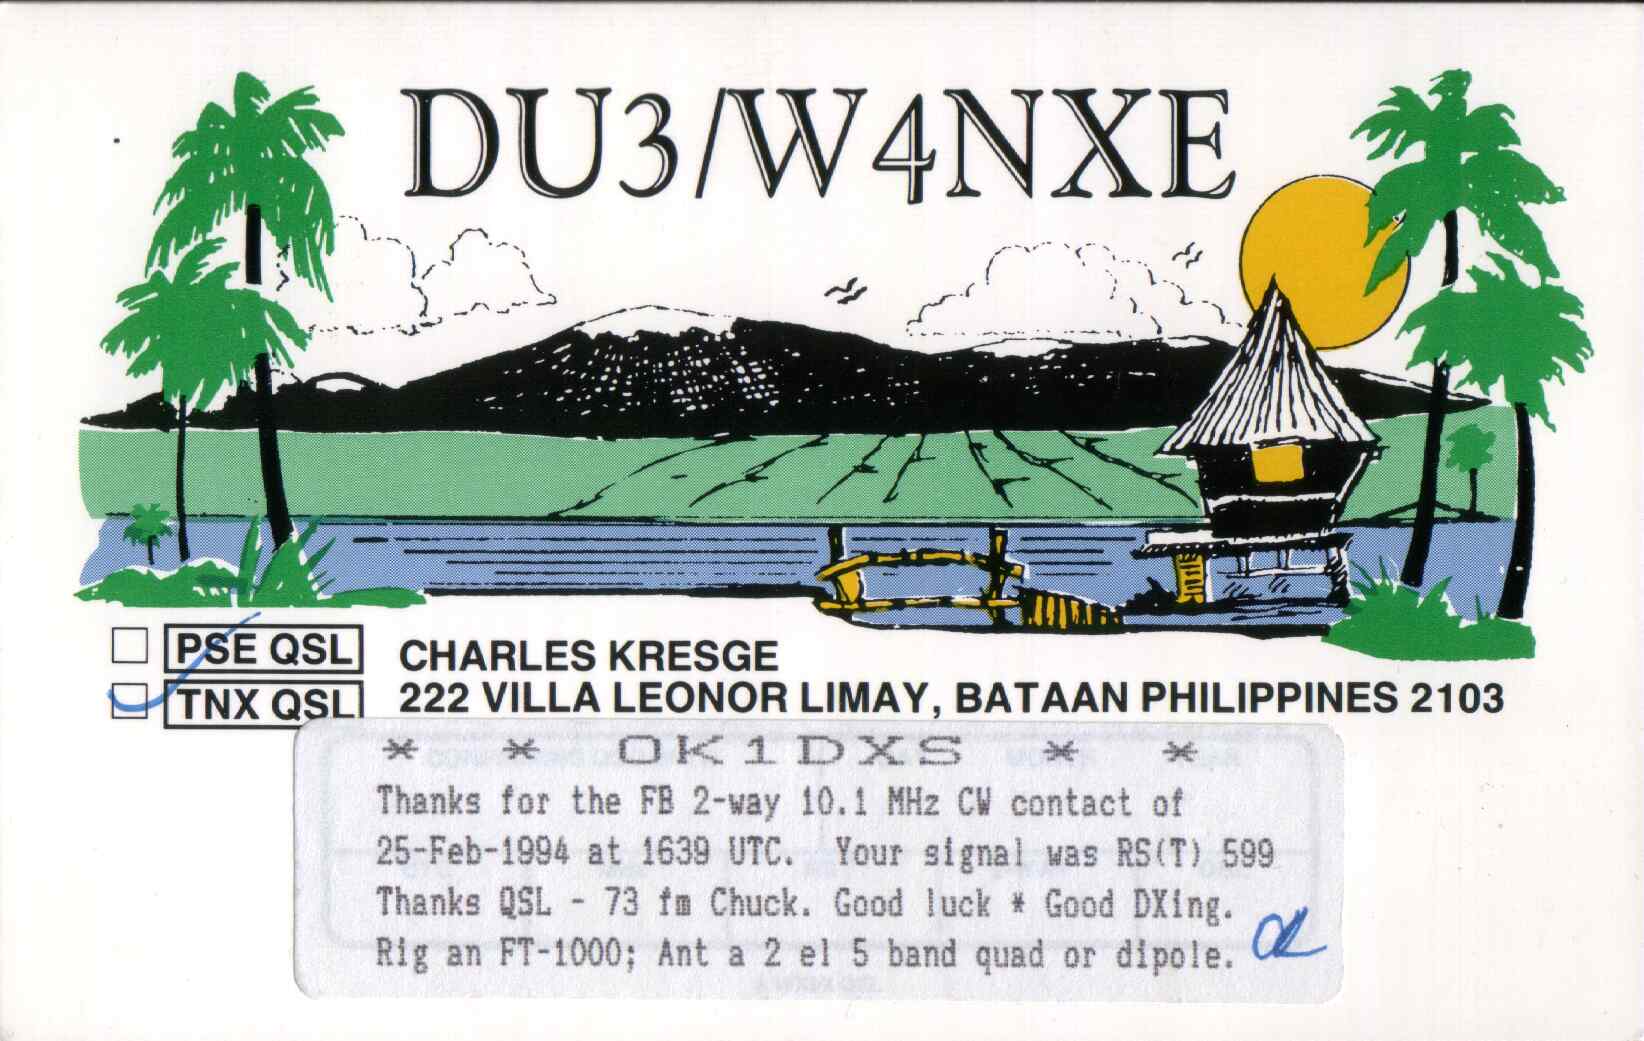 DU3/W4NXE
PSE QSL
TNX QSL
CHARLES KRESGE
222 VILLA LEONOR LIMAY, BATAAN PHILIPPINES 2103
* * OK1DXS * *
Thanks for the FB 2-way 10.1 MHz CW contact of
25-Feb-1994 at 1639 UTC. Your signal was RS(T) 599
Thanks QSL - 73 fm Chuck. Good luck * Good DXing.
Rig an FT-1000; Ant a 2 el 5 band quad or dipole.